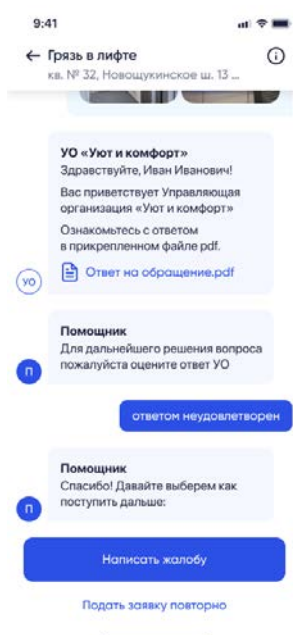 9:41
Грязь в лифте
кв. № 32, Новощукинское ш. 13 ...
УО «Уют и комфорт»
Здравствуйте, Иван Иванович!
Вас приветствует Управляющая
организация «Уют и комфорт»
Ознакомьтесь с ответом
в прикрепленном файле pdf.
Ответ на обращение.pdf
УО
Помощник
Для дальнейшего решения вопроса
пожалуйста оцените ответ УО
П
ответом неудовлетворен
Помощник
Спасибо! Давайте выберем как
поступить дальше:
П
Написать жалобу
Подать заявку повторно